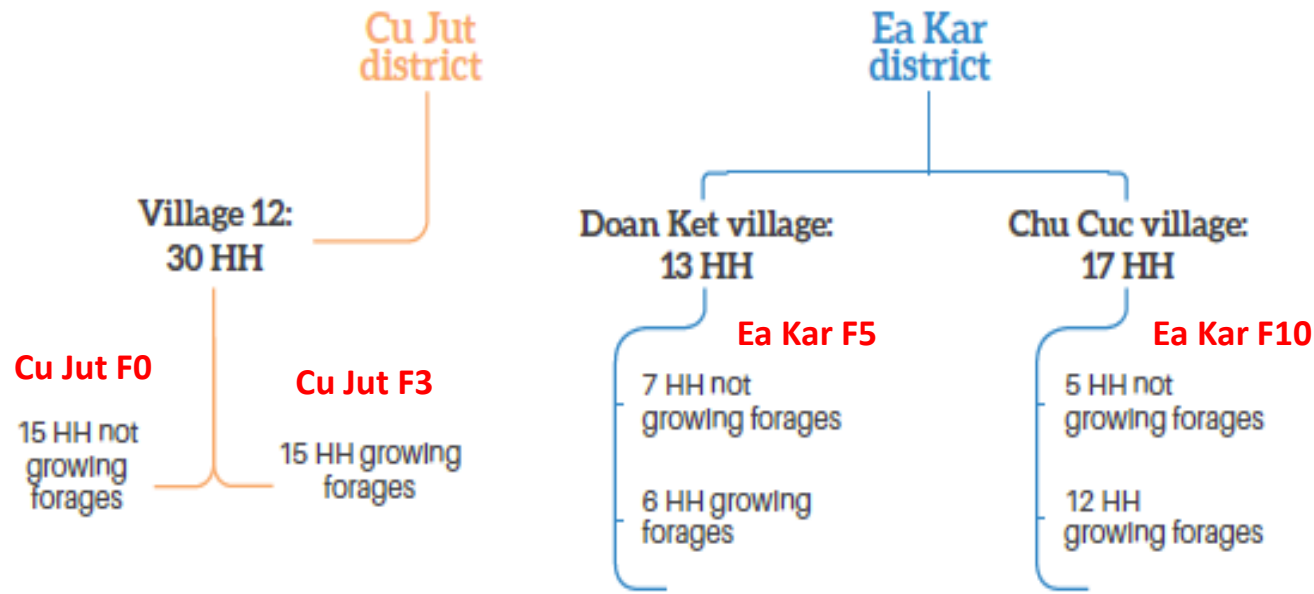 Cu Jut
district
Ea Kar
district
Village 12:
30 HH
Doan Ket village:
13 HH
Chu Cuc village:
17 HH
Cu Jut F0
Cu Jut F3
Ea Kar F5
Ea Kar F10
15 HH not
growing
forages
15 HH growing
forages
7 HH not
growing forages
6 HH growing
forages
5 HH not
growing forages
12 HH
growing forages